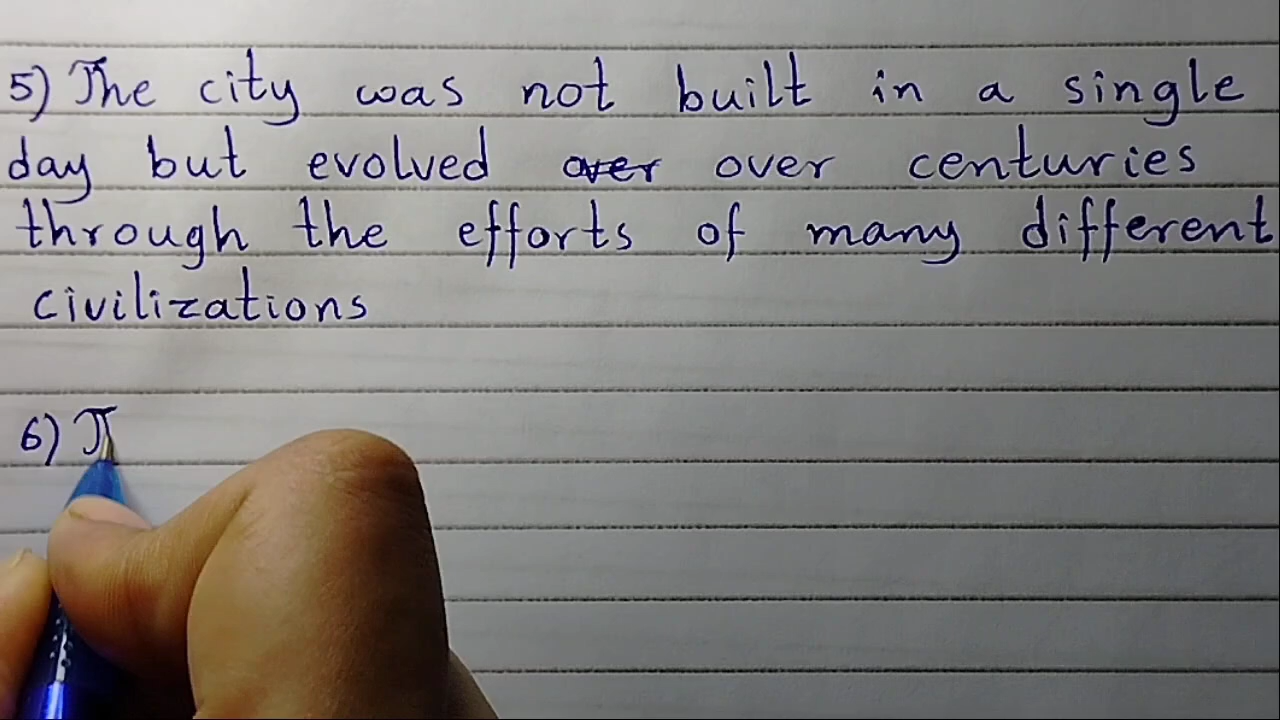 5) The city was not built in a single
day but evolved over over centuries
through the efforts of many different
civilizations
6) T